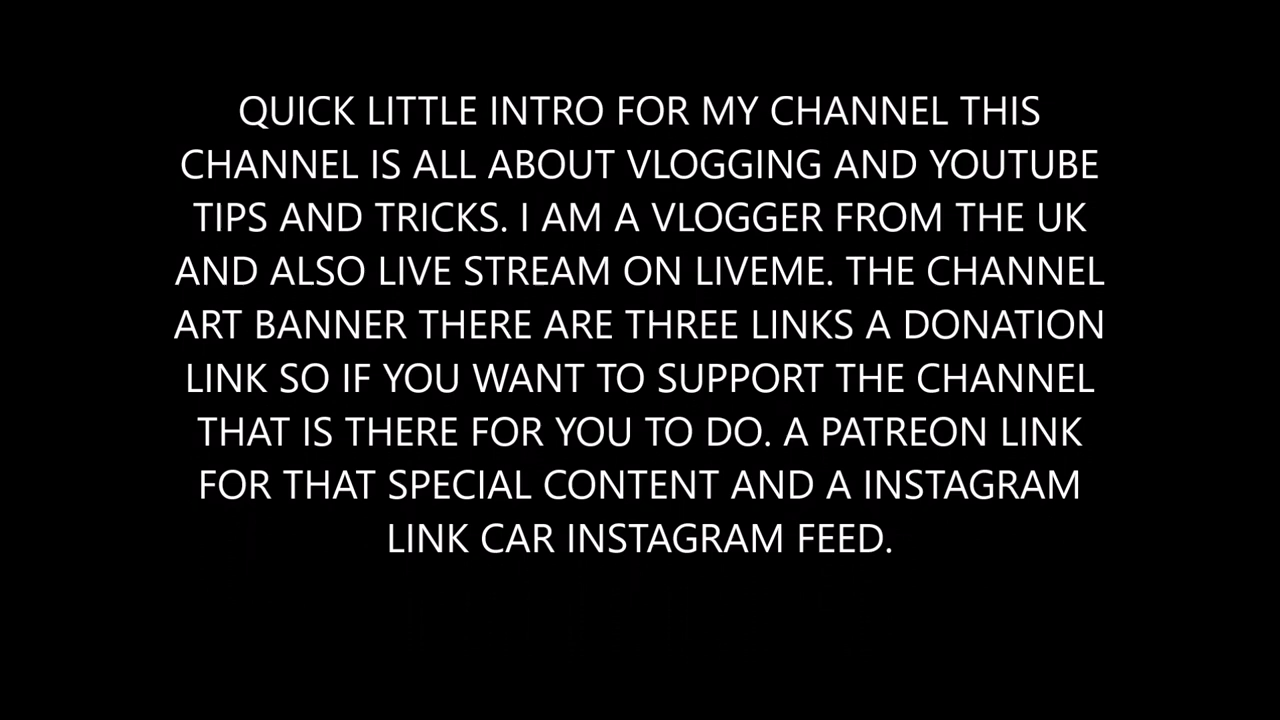 QUICK LITTLE INTRO FOR MY CHANNEL THIS
CHANNEL IS ALL ABOUT VLOGGING AND YOUTUBE
TIPS AND TRICKS. I AM A VLOGGER FROM THE UK
AND ALSO LIVE STREAM ON LIVEME. THE CHANNEL
ART BANNER THERE ARE THREE LINKS A DONATION
LINK SO IF YOU WANT TO SUPPORT THE CHANNEL
THAT IS THERE FOR YOU TO DO. A PATREON LINK
FOR THAT SPECIAL CONTENT AND A INSTAGRAM
LINK CAR INSTAGRAM FEED.